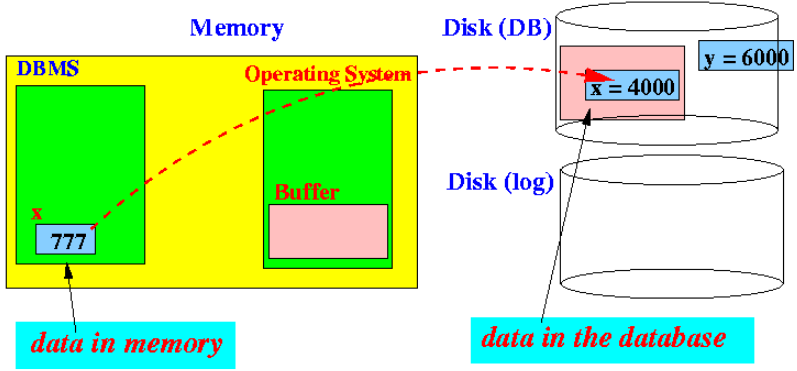 Memory
Disk (DB)
DBMS
Operating System
y = 6000
x = 4000
Disk (log)
Buffer
x
777
data in memory
data in the database